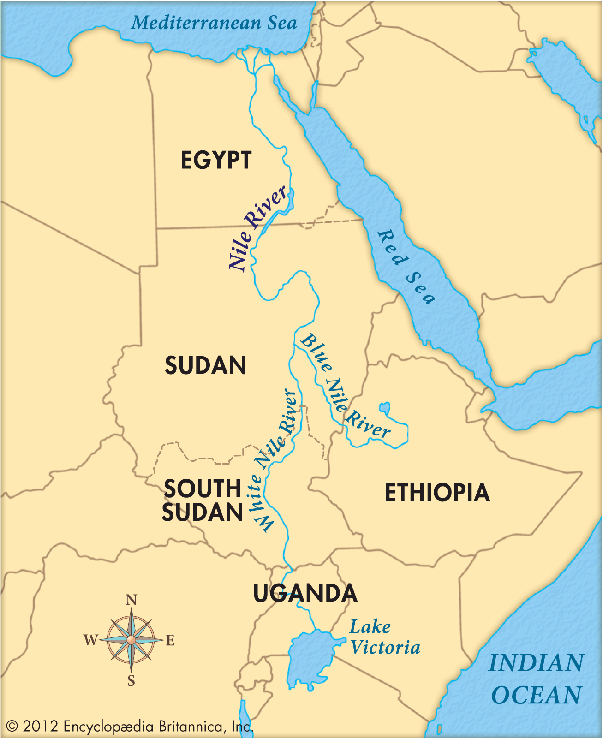 Mediterranean Sea
EGYPT
Nile River
Red Sea
SUDAN
Blue Nile River
White Nile River
SOUTH
SUDAN
ETHIOPIA
UGANDA
Lake
Victoria
N
W
E
S
INDIAN
OCEAN
© 2012 Encyclopædia Britannica, Inc.